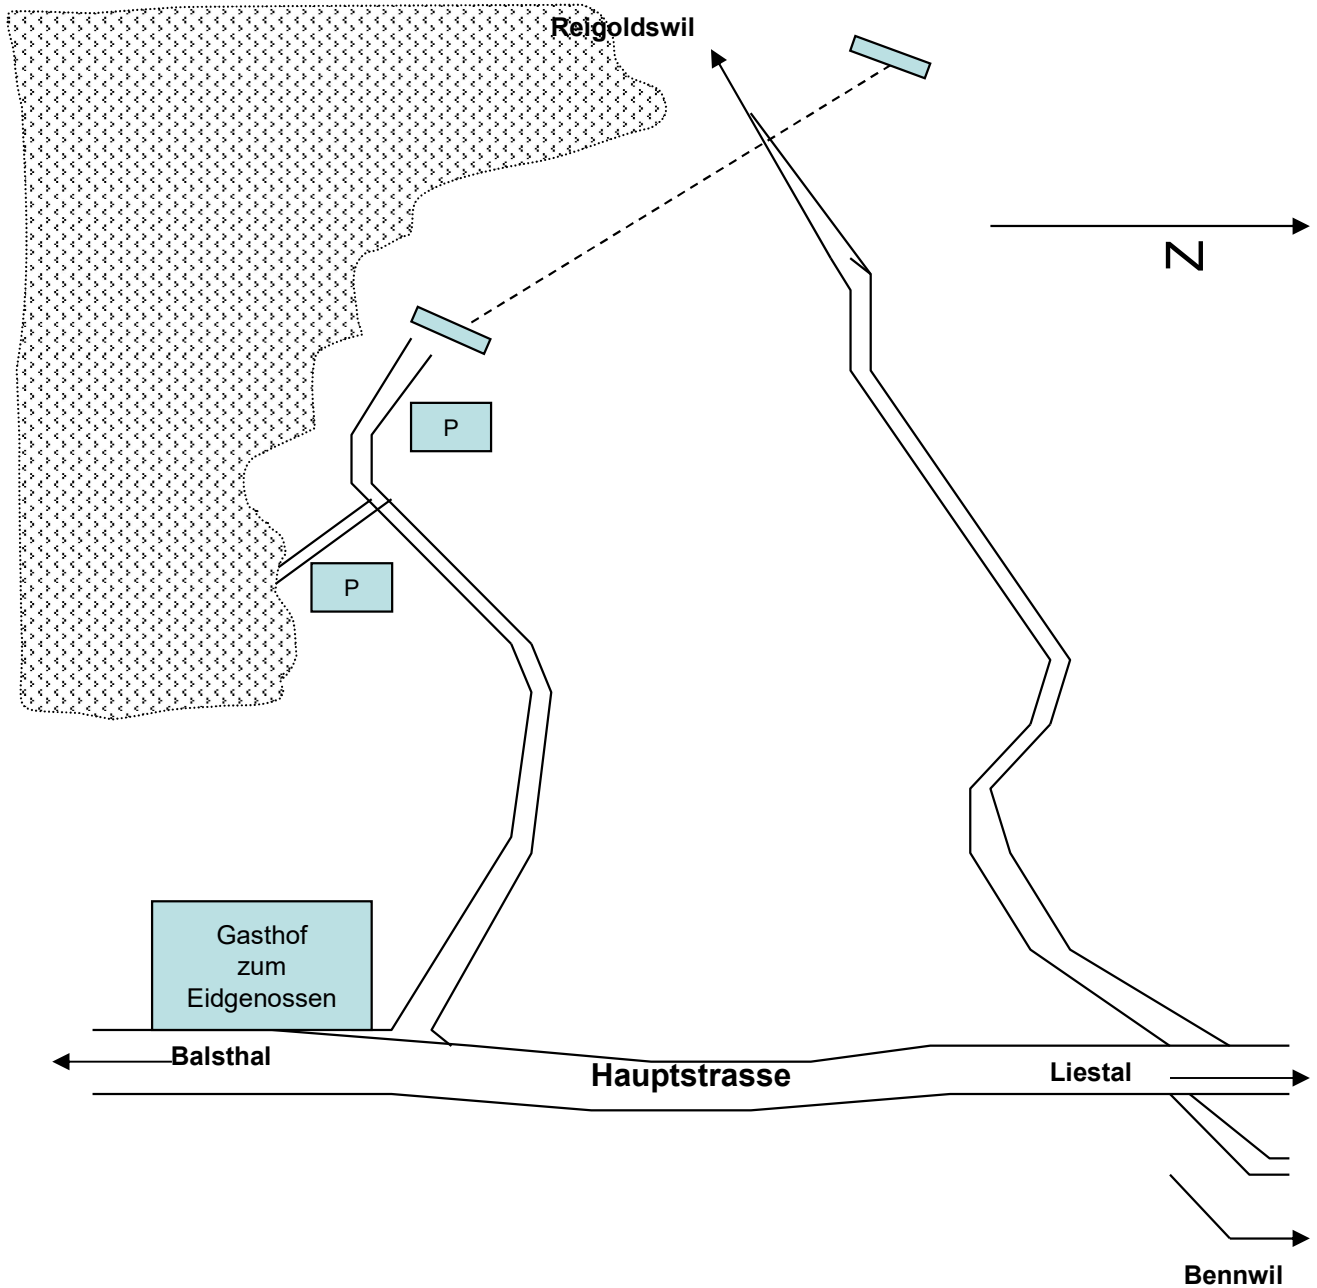 Reigoldswil
N
P
P
Gasthof
zum
Eidgenossen
Balsthal
Hauptstrasse
Liestal
Bennwil